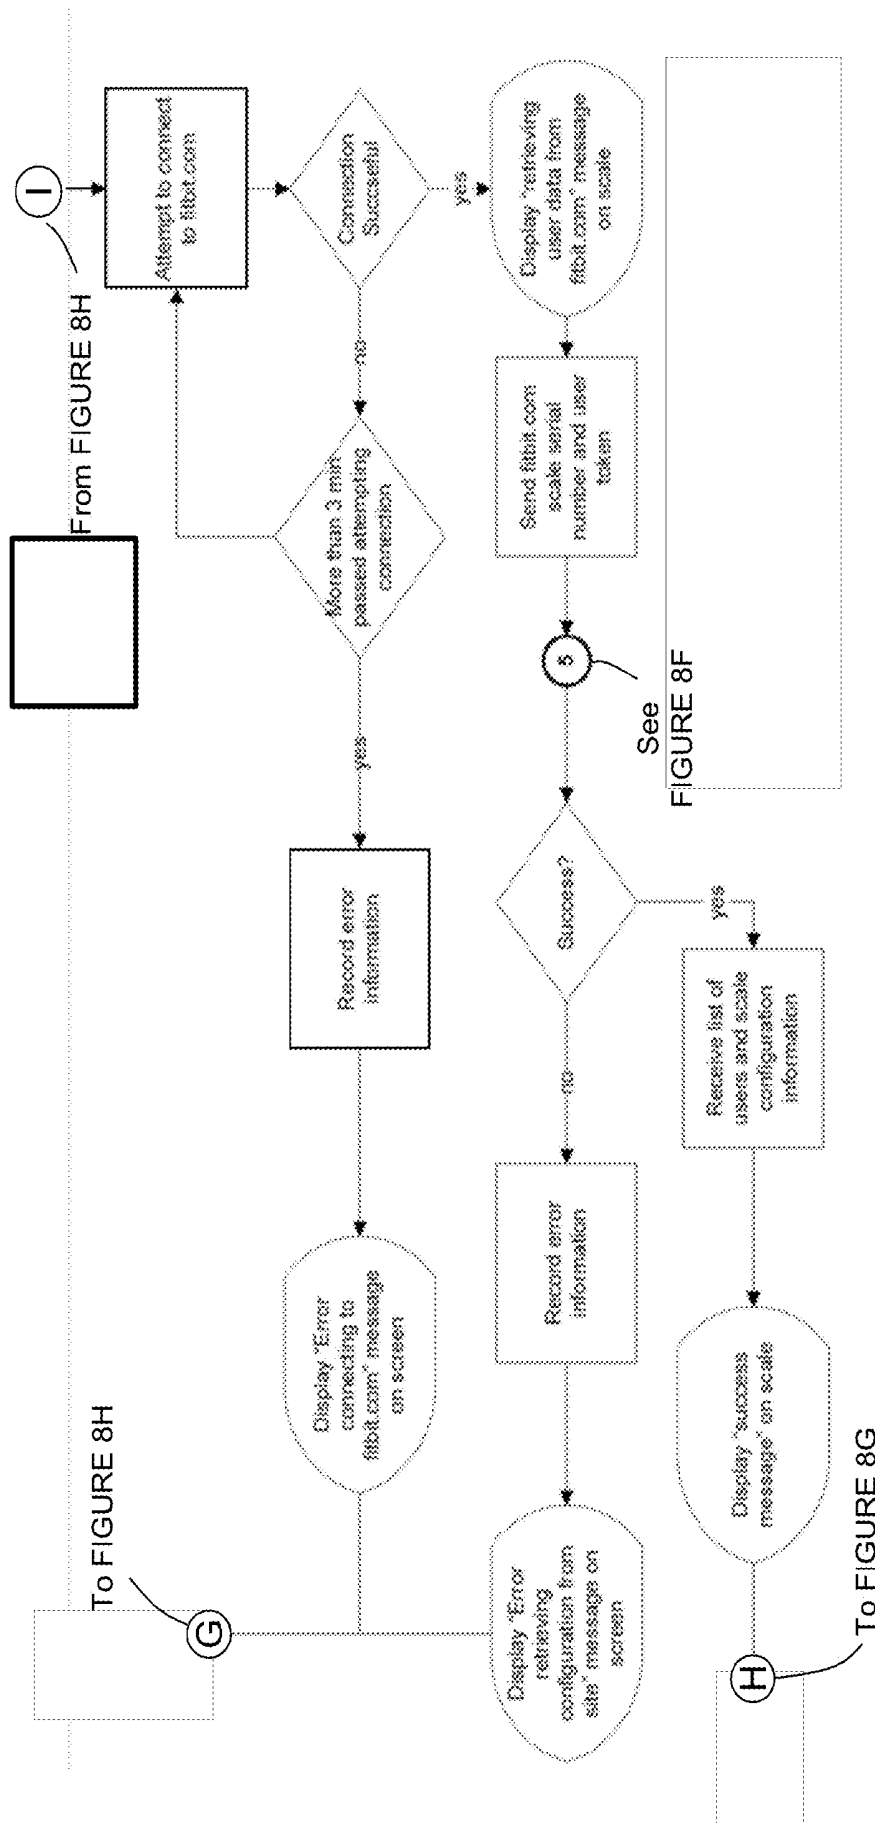 I
From FIGURE 8H
Attempt to connect
to fitbit.com
Connection
Succesful
no
yes
More than 3 min
passed attempting
connection
yes
Record error
information
Display "Error
connecting to
fitbit.com" message
on screen
To FIGURE 8H
G
Display "retrieving
user data from
fitbit.com" message
on scale
Send fitbit.com
scale serial
number and user
token
5
See
FIGURE 8F
Success?
no
yes
Record error
information
Display "Error
retrieving
configuration from
site" message on
screen
Receive list of
users and scale
configuration
information
Display "success
message" on scale
H
To FIGURE 8G